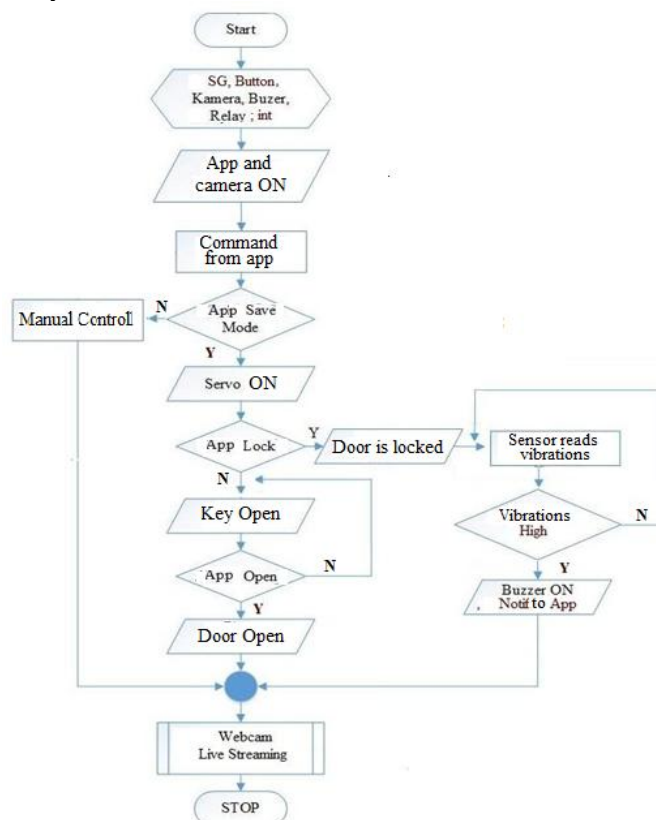 Start
SG, Button,
Kamera, Buzer,
Relay ; int
App and
camera ON
Command
from app
App Save
Mode
N
Manual Control
Y
Servo ON
App Lock
Y
Door is locked
Sensor reads
vibrations
N
Key Open
Vibrations
High
N
App Open
N
Y
Buzzer ON
, Notif to App
Y
Door Open
Webcam
Live Streaming
STOP